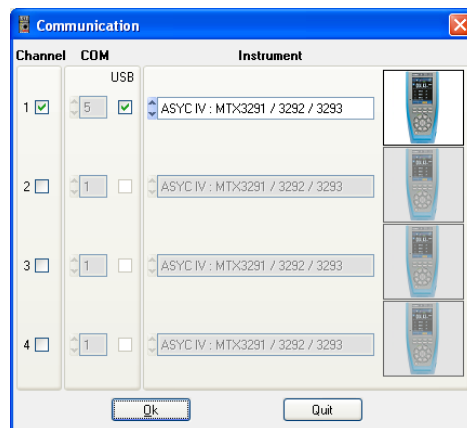 Communication
Channel COM Instrument
USB
1 5 ASYC IV : MTX3291 / 3292 / 3293
2 1 ASYC IV : MTX3291 / 3292 / 3293
3 1 ASYC IV : MTX3291 / 3292 / 3293
4 1 ASYC IV : MTX3291 / 3292 / 3293
Ok Quit